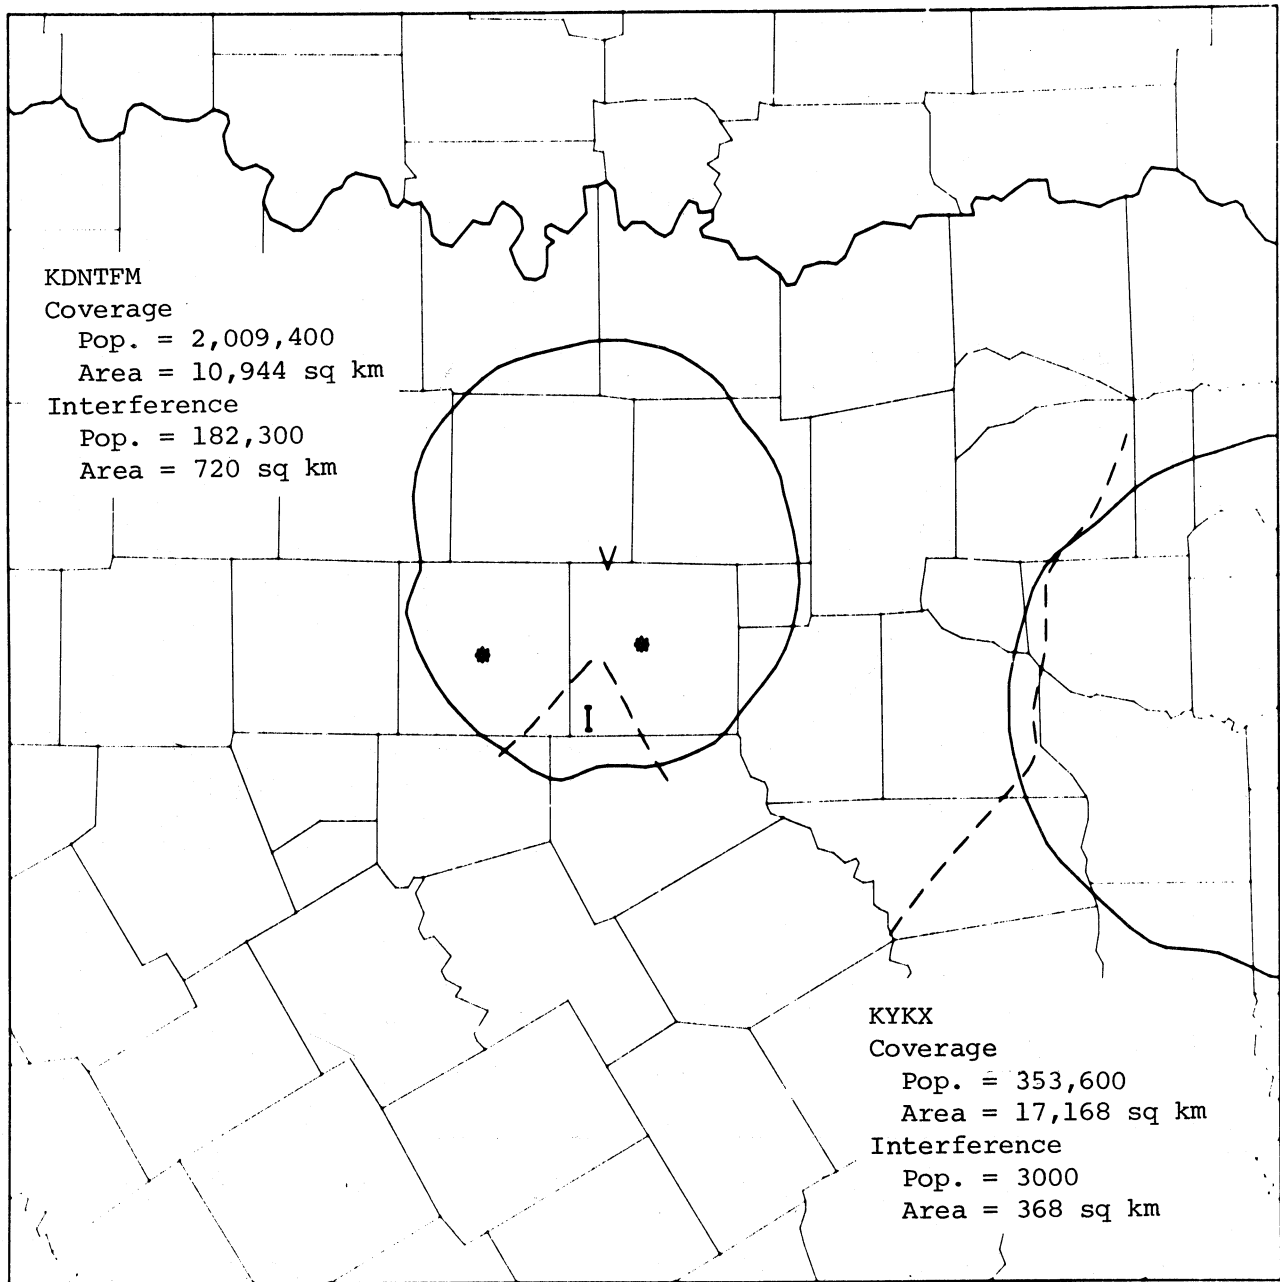 KDNTFM
Coverage
Pop. = 2,009,400
Area = 10,944 sq km
Interference
Pop. = 182,300
Area = 720 sq km
V
I
KYKX
Coverage
Pop. = 353,600
Area = 17,168 sq km
Interference
Pop. = 3000
Area = 368 sq km